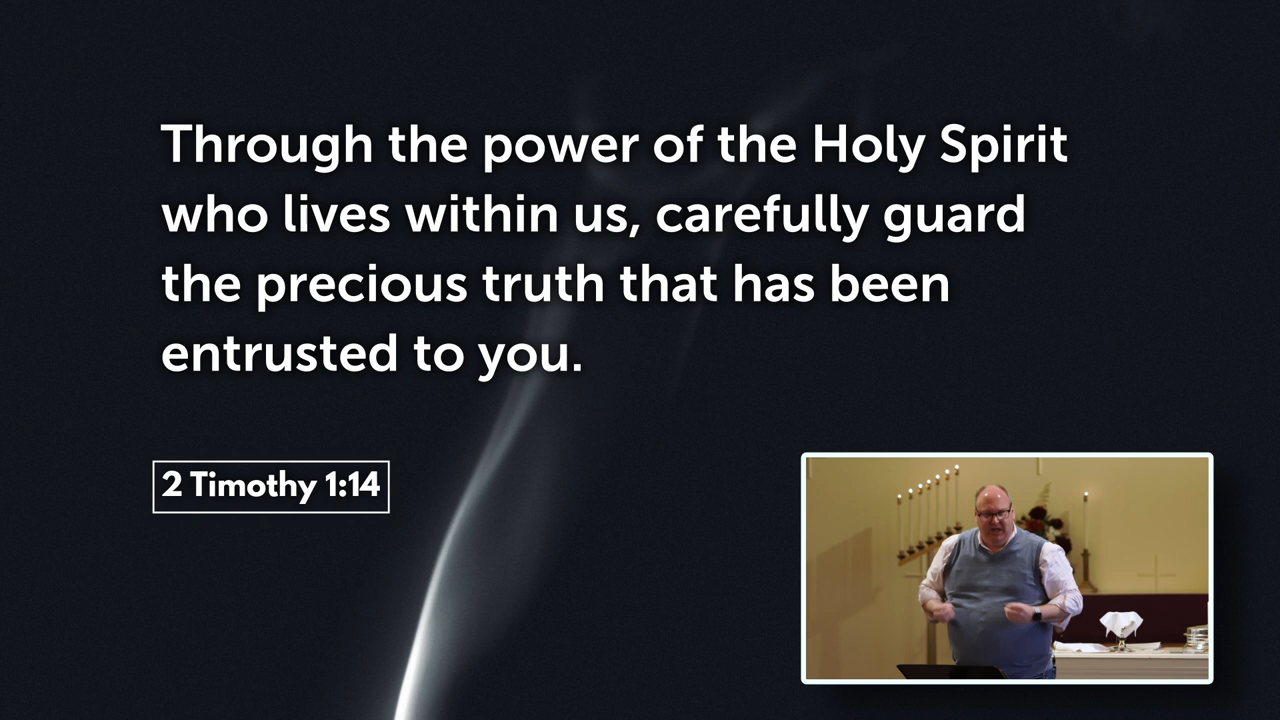 Through the power of the Holy Spirit
who lives within us, carefully guard
the precious truth that has been
entrusted to you.
2 Timothy 1:14